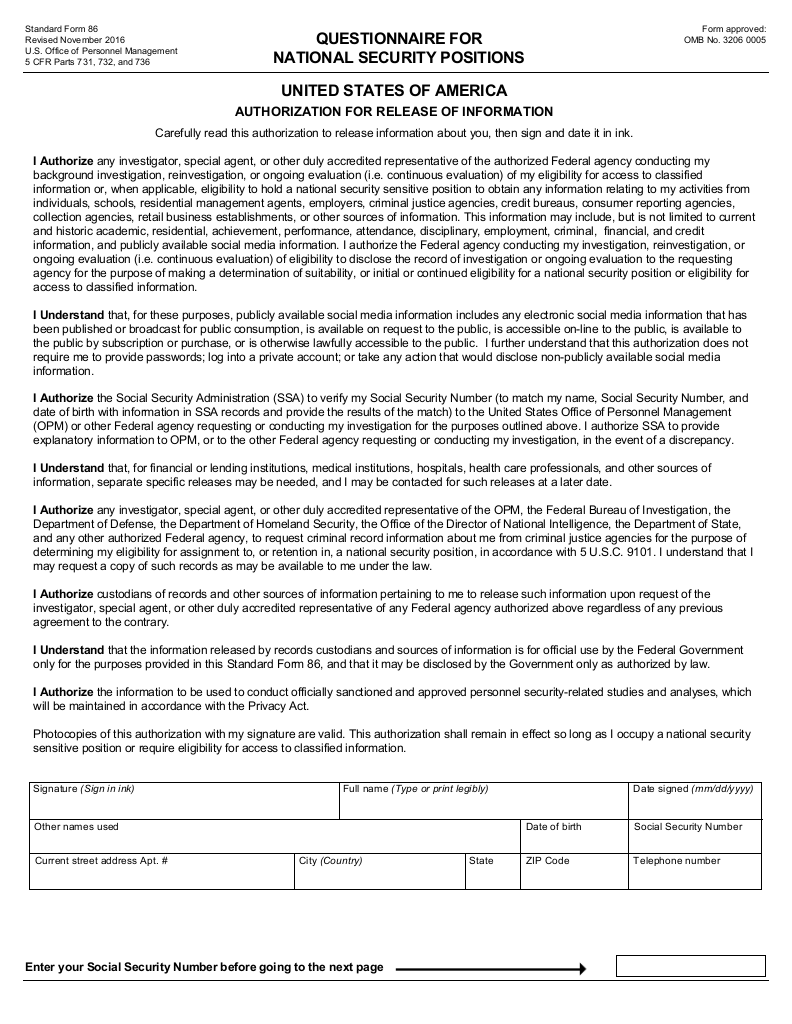 Standard Form 86
Revised November 2016
U.S. Office of Personnel Management
5 CFR Parts 731, 732, and 736
QUESTIONNAIRE FOR
NATIONAL SECURITY POSITIONS
Form approved:
OMB No. 3206 0005
UNITED STATES OF AMERICA
AUTHORIZATION FOR RELEASE OF INFORMATION
Carefully read this authorization to release information about you, then sign and date it in ink.
I Authorize any investigator, special agent, or other duly accredited representative of the authorized Federal agency conducting my
background investigation, reinvestigation, or ongoing evaluation (i.e. continuous evaluation) of my eligibility for access to classified
information or, when applicable, eligibility to hold a national security sensitive position to obtain any information relating to my activities from
individuals, schools, residential management agents, employers, criminal justice agencies, credit bureaus, consumer reporting agencies,
collection agencies, retail business establishments, or other sources of information. This information may include, but is not limited to current
and historic academic, residential, achievement, performance, attendance, disciplinary, employment, criminal, financial, and credit
information, and publicly available social media information. I authorize the Federal agency conducting my investigation, reinvestigation, or
ongoing evaluation (i.e. continuous evaluation) of eligibility to disclose the record of investigation or ongoing evaluation to the requesting
agency for the purpose of making a determination of suitability, or initial or continued eligibility for a national security position or eligibility for
access to classified information.
I Understand that, for these purposes, publicly available social media information includes any electronic social media information that has
been published or broadcast for public consumption, is available on request to the public, is accessible on-line to the public, is available to
the public by subscription or purchase, or is otherwise lawfully accessible to the public. I further understand that this authorization does not
require me to provide passwords; log into a private account; or take any action that would disclose non-publicly available social media
information.
I Authorize the Social Security Administration (SSA) to verify my Social Security Number (to match my name, Social Security Number, and
date of birth with information in SSA records and provide the results of the match) to the United States Office of Personnel Management
(OPM) or other Federal agency requesting or conducting my investigation for the purposes outlined above. I authorize SSA to provide
explanatory information to OPM, or to the other Federal agency requesting or conducting my investigation, in the event of a discrepancy.
I Understand that, for financial or lending institutions, medical institutions, hospitals, health care professionals, and other sources of
information, separate specific releases may be needed, and I may be contacted for such releases at a later date.
I Authorize any investigator, special agent, or other duly accredited representative of the OPM, the Federal Bureau of Investigation, the
Department of Defense, the Department of Homeland Security, the Office of the Director of National Intelligence, the Department of State,
and any other authorized Federal agency, to request criminal record information about me from criminal justice agencies for the purpose of
determining my eligibility for assignment to, or retention in, a national security position, in accordance with 5 U.S.C. 9101. I understand that I
may request a copy of such records as may be available to me under the law.
I Authorize custodians of records and other sources of information pertaining to me to release such information upon request of the
investigator, special agent, or other duly accredited representative of any Federal agency authorized above regardless of any previous
agreement to the contrary.
I Understand that the information released by records custodians and sources of information is for official use by the Federal Government
only for the purposes provided in this Standard Form 86, and that it may be disclosed by the Government only as authorized by law.
I Authorize the information to be used to conduct officially sanctioned and approved personnel security-related studies and analyses, which
will be maintained in accordance with the Privacy Act.
Photocopies of this authorization with my signature are valid. This authorization shall remain in effect so long as I occupy a national security
sensitive position or require eligibility for access to classified information.
Signature (Sign in ink)
Full name (Type or print legibly)
Date signed (mm/dd/yyyy)
Other names used
Date of birth
Social Security Number
Current street address Apt. #
City (Country)
State
ZIP Code
Telephone number
Enter your Social Security Number before going to the next page